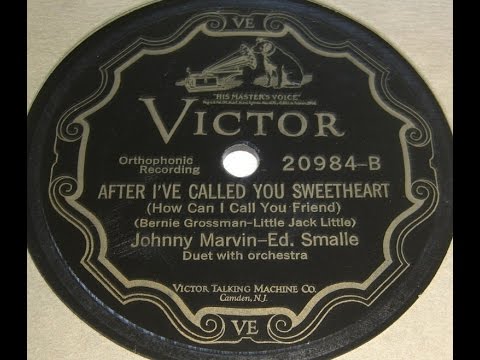 VE
"HIS MASTER'S VOICE"
VICTOR
Orthophonic
Recording
20984-B
AFTER I'VE CALLED YOU SWEETHEART
(How Can I Call You Friend)
(Bernie Grossman-Little Jack Little)
Johnny Marvin-Ed. Smalle
Duet with orchestra
VICTOR TALKING MACHINE CO.
Camden, N.J.
VE